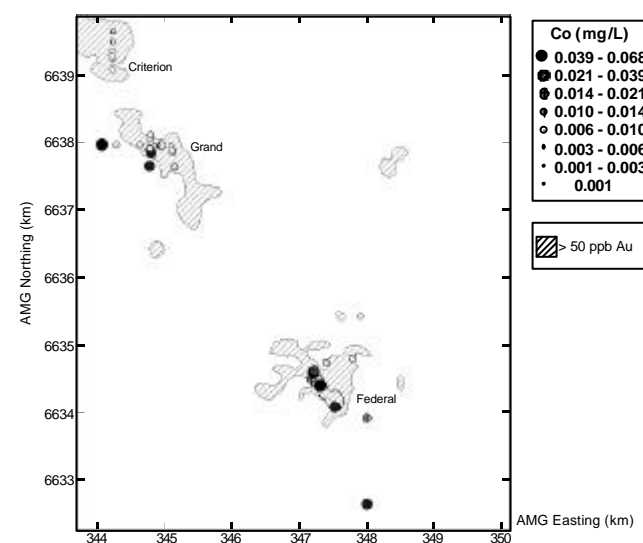 Co (mg/L)
0.039 - 0.068
0.021 - 0.039
0.014 - 0.021
0.010 - 0.014
0.006 - 0.010
0.003 - 0.006
0.001 - 0.003
0.001
> 50 ppb Au
6639
6638
6637
6636
6635
6634
6633
AMG Northing (km)
Criterion
Grand
Federal
344
345
346
347
348
349
350
AMG Easting (km)